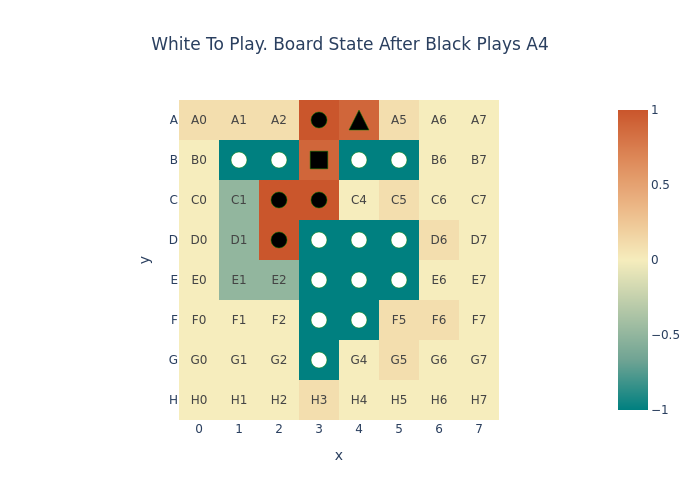 White To Play. Board State After Black Plays A4
A A0 A1 A2 A5 A6 A7
B B0 B6 B7
C C0 C1 C4 C5 C6 C7
D D0 D1 D6 D7
E E0 E1 E2 E6 E7
F F0 F1 F2 F5 F6 F7
G G0 G1 G2 G4 G5 G6 G7
H H0 H1 H2 H3 H4 H5 H6 H7
0 1 2 3 4 5 6 7
x
y
1
0.5
0
−0.5
−1